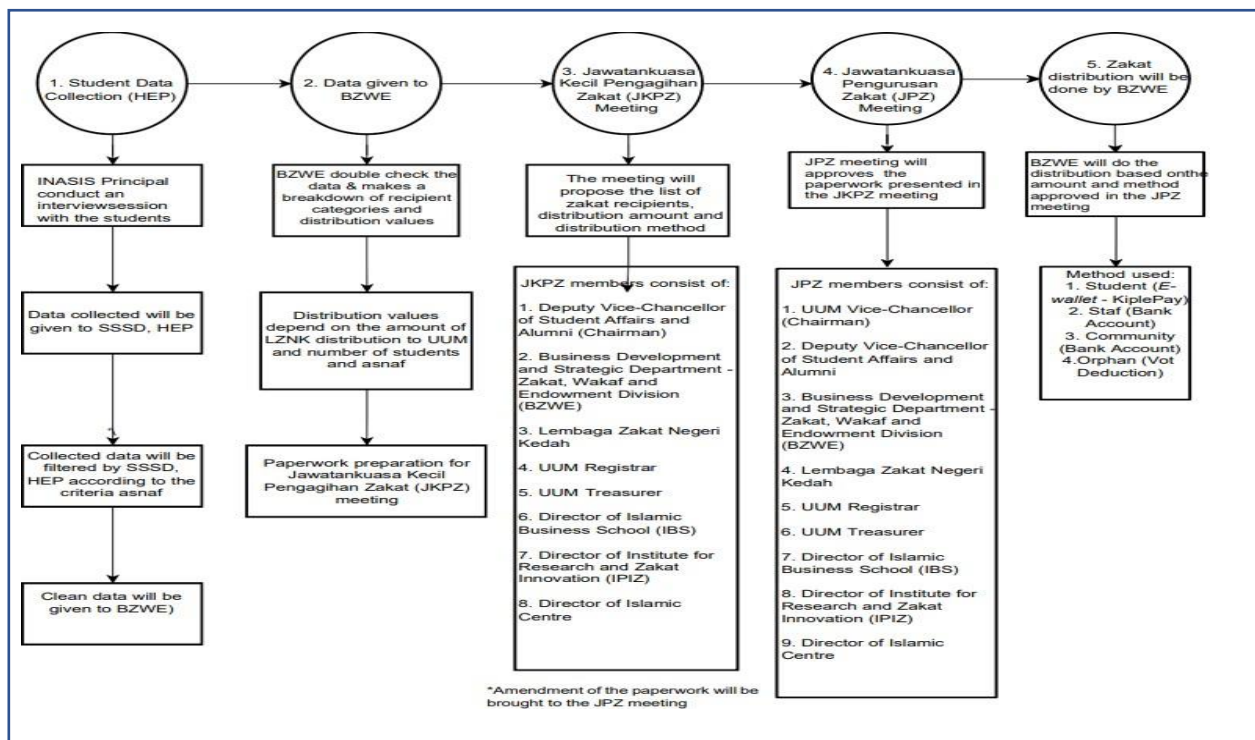 1. Student Data
Collection (HEP)
2. Data given to
BZWE
3. Jawatankuasa
Kecil Pengagihan
Zakat (JKPZ)
Meeting
4. Jawatankuasa
Pengurusan
Zakat (JPZ)
Meeting
5. Zakat
distribution will be
done by BZWE
INASIS Principal
conduct an
interviewsession
with the students
Data collected will be
given to SSSD, HEP
Collected data will be
filtered by SSSD,
HEP according to the
criteria asnaf
Clean data will be
given to BZWE)
BZWE double check the
data & makes a
breakdown of recipient
categories and
distribution values
Distribution values
depend on the amount of
LZNK distribution to UUM
and number of students
and asnaf
Paperwork preparation for
Jawatankuasa Kecil
Pengagihan Zakat (JKPZ)
meeting
The meeting will
propose the list of
zakat recipients,
distribution amount and
distribution method
JKPZ members consist of:
1. Deputy Vice-Chancellor
of Student Affairs and
Alumni (Chairman)
2. Business Development
and Strategic Department -
Zakat, Wakaf and
Endowment Division
(BZWE)
3. Lembaga Zakat Negeri
Kedah
4. UUM Registrar
5. UUM Treasurer
6. Director of Islamic
Business School (IBS)
7. Director of Institute for
Research and Zakat
Innovation (IPIZ)
8. Director of Islamic
Centre
*Amendment of the paperwork will be
brought to the JPZ meeting
JPZ meeting will
approves the
paperwork presented in
the JKPZ meeting
JPZ members consist of:
1. UUM Vice-Chancellor
(Chairman)
2. Deputy Vice-Chancellor
of Student Affairs and
Alumni
3. Business Development
and Strategic Department -
Zakat, Wakaf and
Endowment Division
(BZWE)
4. Lembaga Zakat Negeri
Kedah
5. UUM Registrar
6. UUM Treasurer
7. Director of Islamic
Business School (IBS)
8. Director of Institute for
Research and Zakat
Innovation (IPIZ)
9. Director of Islamic
Centre
BZWE will do the
distribution based onthe
amount and method
approved in the JPZ
meeting
Method used:
1. Student (E-
wallet - KiplePay)
2. Staf (Bank
Account)
3. Community
(Bank Account)
4.Orphan (Vot
Deduction)